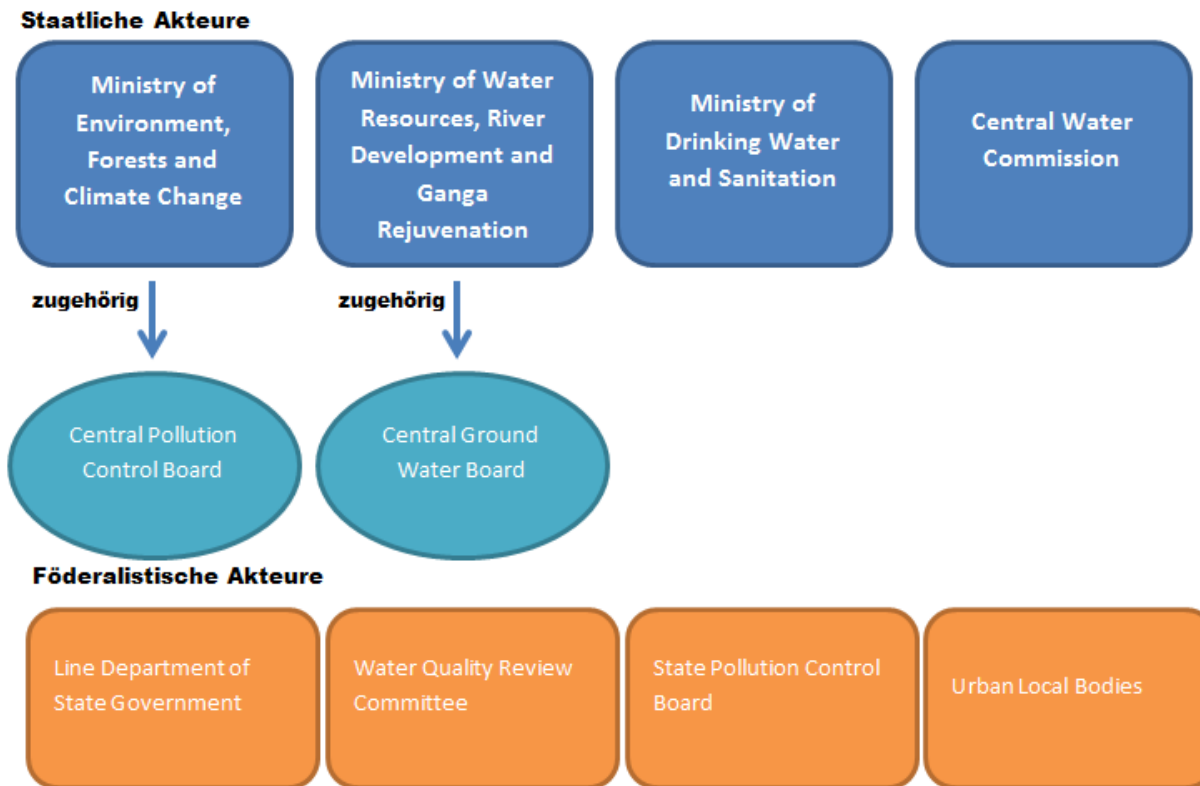 Staatliche Akteure
Ministry of
Environment,
Forests and
Climate Change
Ministry of Water
Resources, River
Development and
Ganga
Rejuvenation
Ministry of
Drinking Water
and Sanitation
Central Water
Commission
zugehörig
zugehörig
Central Pollution
Control Board
Central Ground
Water Board
Föderalistische Akteure
Line Department of
State Government
Water Quality Review
Committee
State Pollution Control
Board
Urban Local Bodies